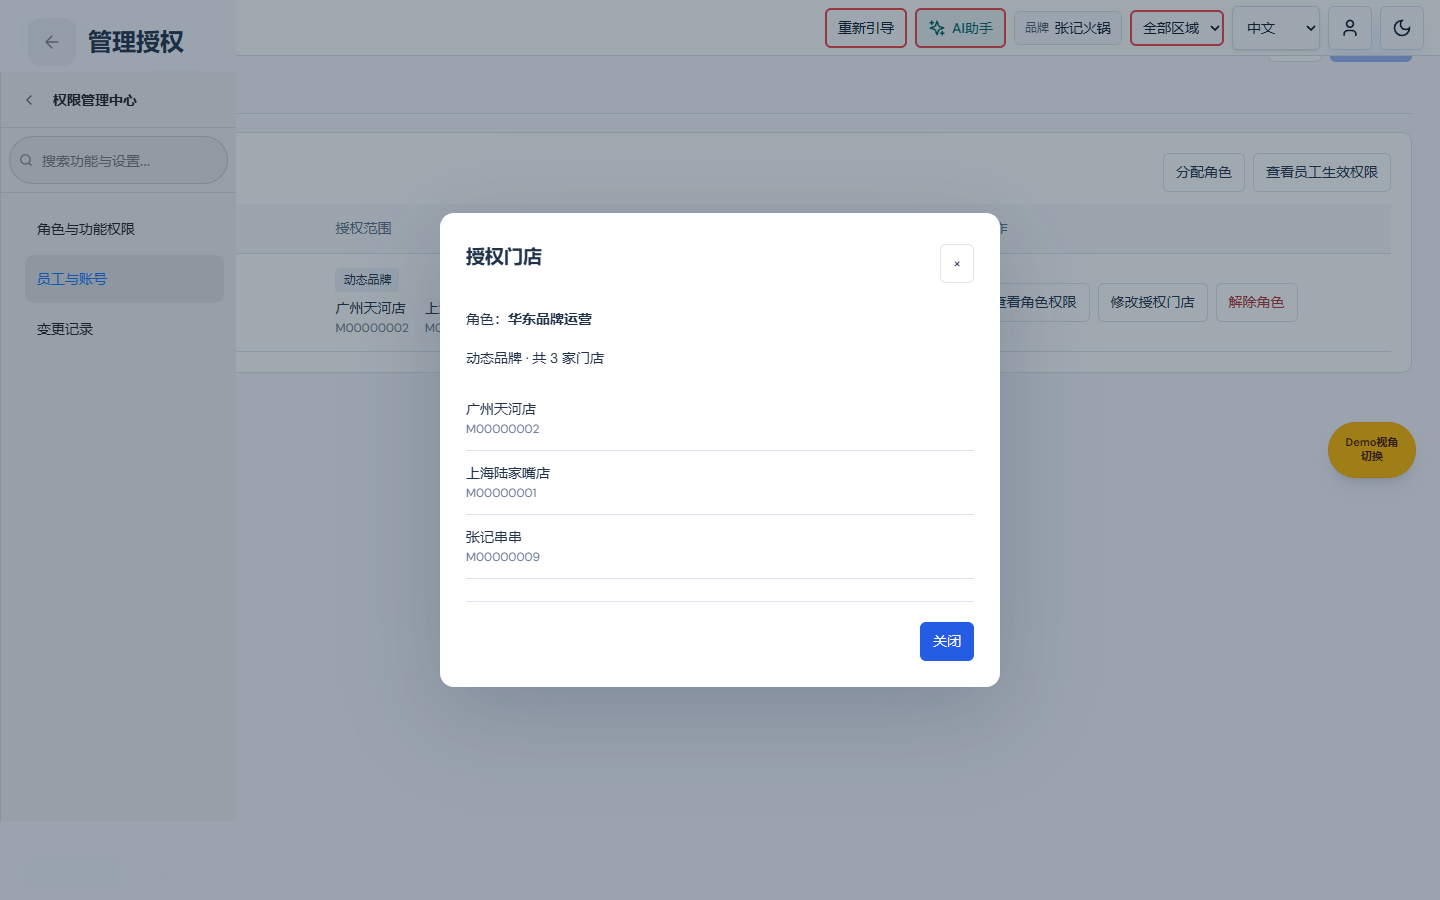 管理授权
重新引导
AI助手
品牌 张记火锅
全部区域
中文
权限管理中心
搜索功能与设置...
角色与功能权限
员工与账号
变更记录
分配角色
查看员工生效权限
授权范围
作
动态品牌
广州天河店 上
M00000002 M0
查看角色权限
修改授权门店
解除角色
授权门店
×
角色：华东品牌运营
动态品牌 · 共 3 家门店
广州天河店
M00000002
上海陆家嘴店
M00000001
张记串串
M00000009
关闭
Demo视角
切换